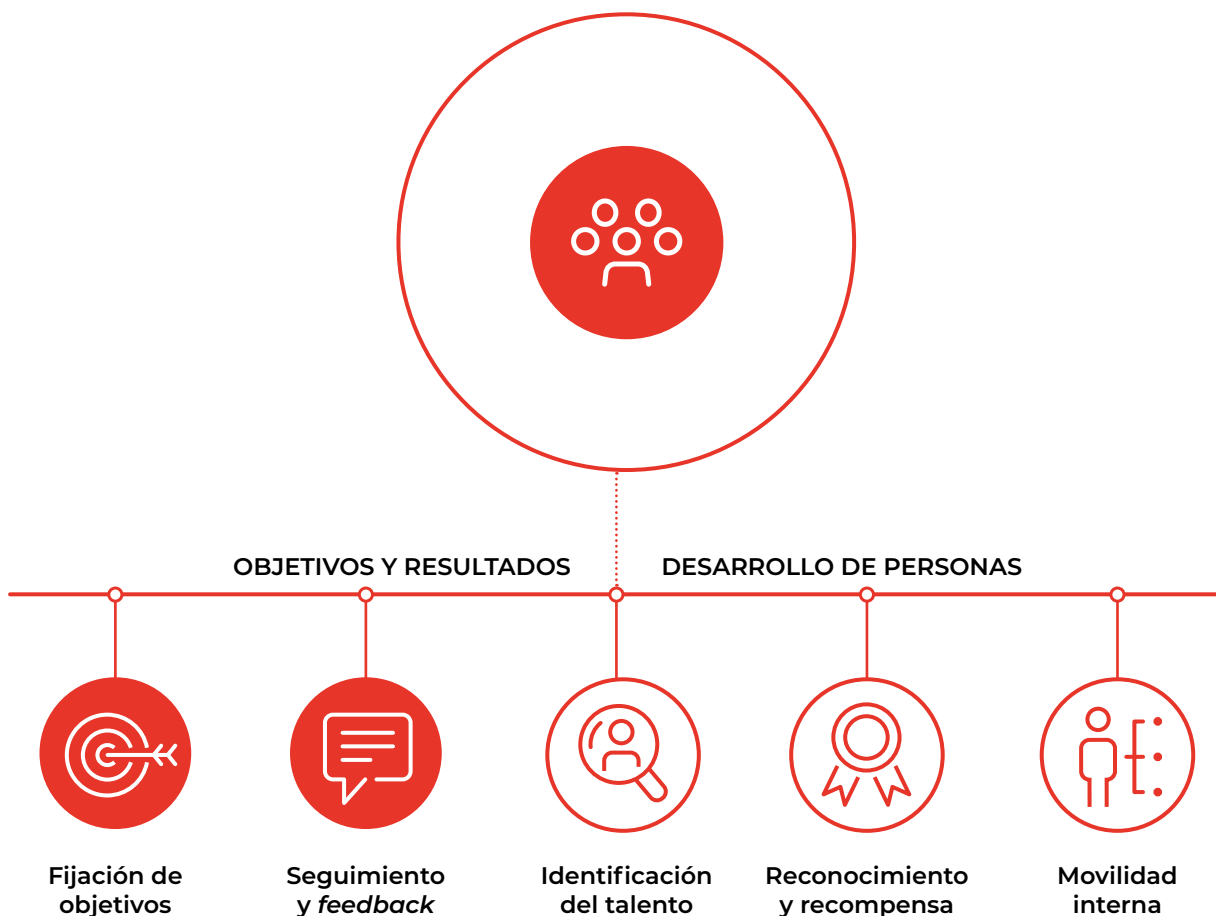 OBJETIVOS Y RESULTADOS
DESARROLLO DE PERSONAS
Fijación de
objetivos
Seguimiento
y feedback
Identificación
del talento
Reconocimiento
y recompensa
Movilidad
interna